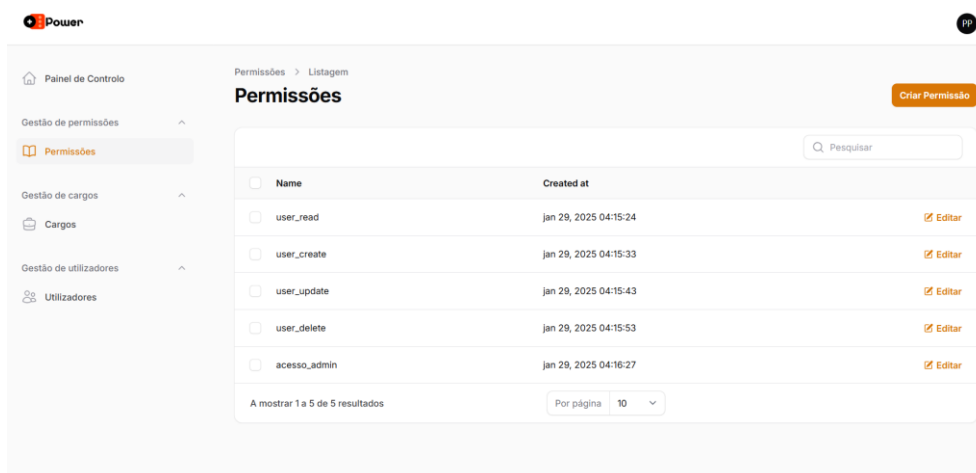 Power
PP
Painel de Controlo
Gestão de permissões
Permissões
Gestão de cargos
Cargos
Gestão de utilizadores
Utilizadores
Permissões > Listagem
Permissões
Criar Permissão
Pesquisar
Name Created at
user_read jan 29, 2025 04:15:24 Editar
user_create jan 29, 2025 04:15:33 Editar
user_update jan 29, 2025 04:15:43 Editar
user_delete jan 29, 2025 04:15:53 Editar
acesso_admin jan 29, 2025 04:16:27 Editar
A mostrar 1 a 5 de 5 resultados Por página 10